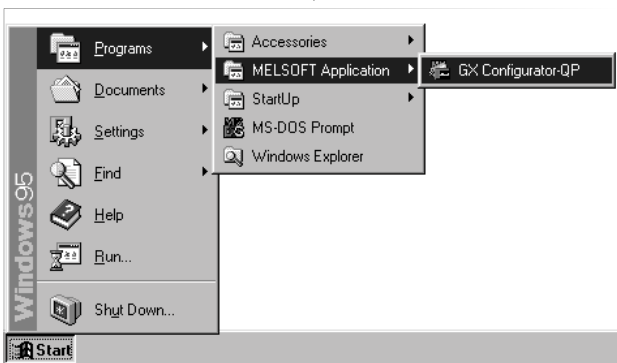 Programs
Documents
Settings
Find
Help
Run...
Shut Down...
Windows95
Accessories
MELSOFT Application
StartUp
MS-DOS Prompt
Windows Explorer
GX Configurator-QP
Start